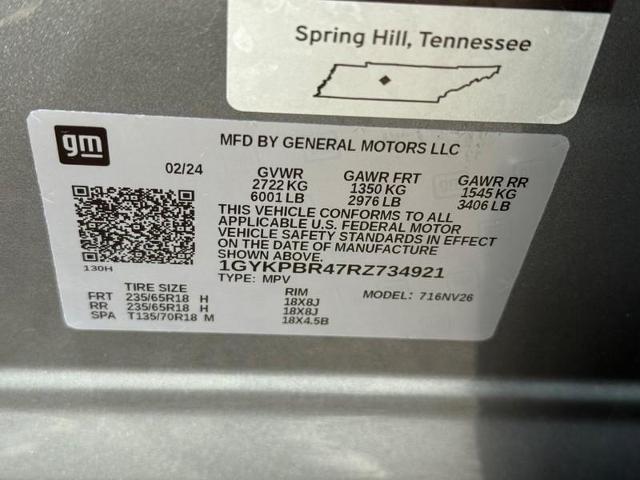 Spring Hill, Tennessee
gm
MFD BY GENERAL MOTORS LLC
02/24 GVWR GAWR FRT GAWR RR
2722 KG 1350 KG 1545 KG
6001 LB 2976 LB 3406 LB
THIS VEHICLE CONFORMS TO ALL
APPLICABLE U.S. FEDERAL MOTOR
VEHICLE SAFETY STANDARDS IN EFFECT
ON THE DATE OF MANUFACTURE
SHOWN ABOVE.
130H 1GYKPBR47RZ734921
TYPE: MPV
TIRE SIZE RIM MODEL: 716NV26
FRT 235/65R18 H 18X8J
RR 235/65R18 H 18X8J
SPA T135/70R18 M 18X4.5B